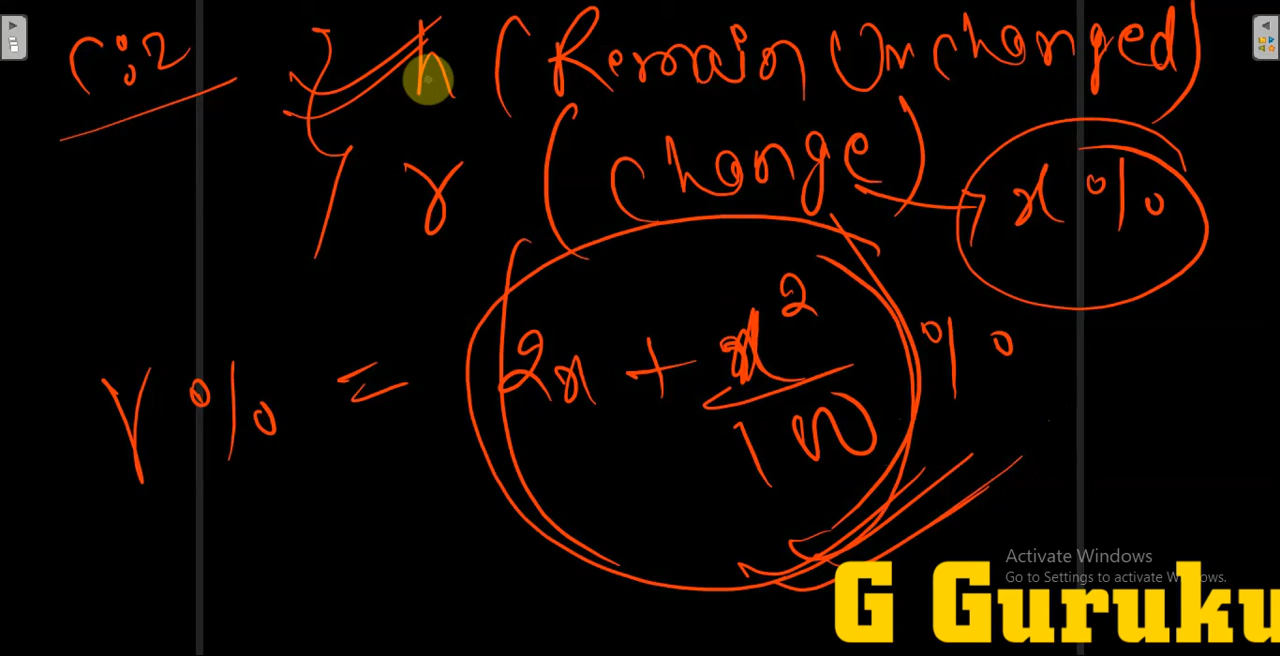 C:2 h (Remain Unchanged)
r (change) → x%
V% = (2x + x²/100)%
Activate Windows
Go to Settings to activate Windows.
G Guruku